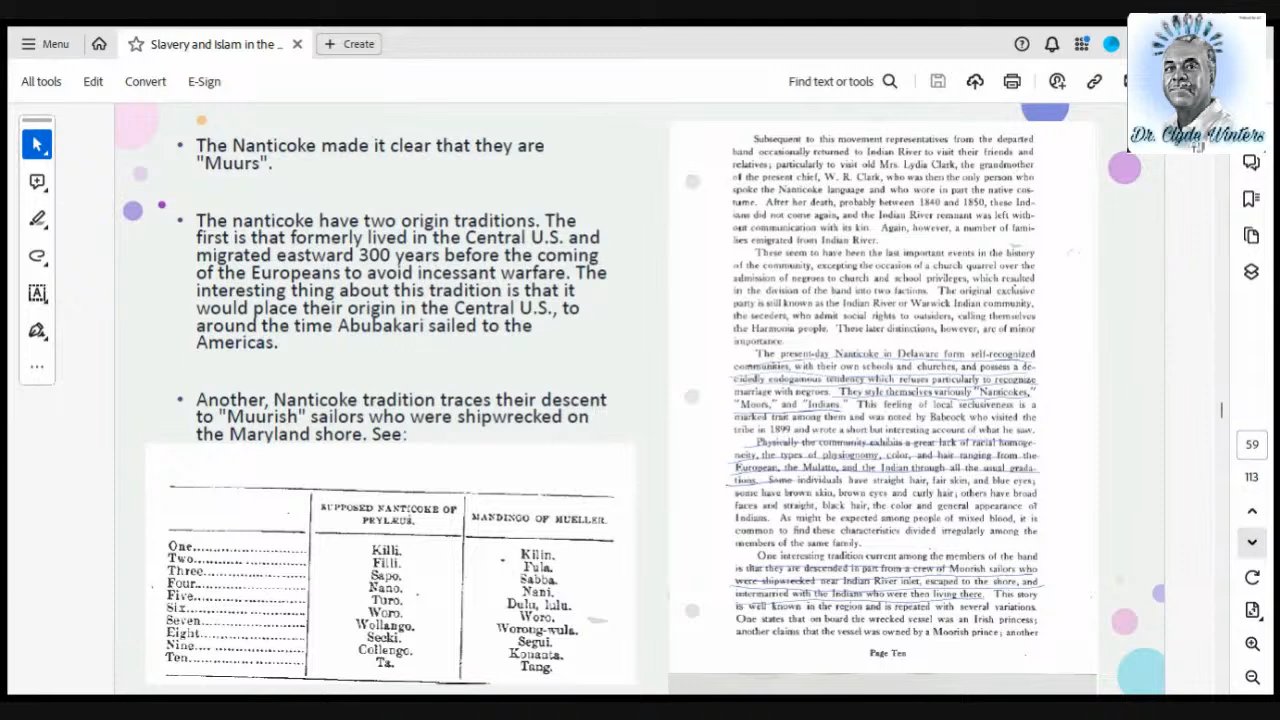 Menu
Slavery and Islam in the ...
Create
All tools
Edit
Convert
E-Sign
Find text or tools
Dr. Clyde Winters
The Nanticoke made it clear that they are
"Muurs".
The nanticoke have two origin traditions. The
first is that formerly lived in the Central U.S. and
migrated eastward 300 years before the coming
of the Europeans to avoid incessant warfare. The
interesting thing about this tradition is that it
would place their origin in the Central U.S., to
around the time Abubakari sailed to the
Americas.
Another, Nanticoke tradition traces their descent
to "Muurish" sailors who were shipwrecked on
the Maryland shore. See:
SUPPOSED NANTICOKE OF
PRYLÆUS.
MANDINGO OF MUELLER.
One Killi. Kilin.
Two Filli. Fula.
Three Sapo. Sabba.
Four Nano. Nani.
Five Turo. Dulu, lulu.
Six Woro. Woro.
Seven Wollango. Worong-wula.
Eight Secki. Segui.
Nine Collengo. Konanta.
Ten Ta. Tang.
Subsequent to this movement representatives from the departed
band occasionally returned to Indian River to visit their friends and
relatives; particularly to visit old Mrs. Lydia Clark, the grandmother
of the present chief, W. R. Clark, who was then the only person who
spoke the Nanticoke language and who wore in part the native cos-
tume. After her death, probably between 1840 and 1850, these Ind-
ians did not come again, and the Indian River remnant was left with-
out communication with its kin. Again, however, a number of fami-
lies emigrated from Indian River.
These seem to have been the last important events in the history
of the community, excepting the occasion of a church quarrel over the
admission of negroes to church and school privileges, which resulted
in the division of the band into two factions. The original exclusive
party is still known as the Indian River or Warwick Indian community,
the seceders, who admit social rights to outsiders, calling themselves
the Harmonia people. These later distinctions, however, are of minor
importance.
The present-day Nanticoke in Delaware form self-recognized
communities, with their own schools and churches, and possess a de-
cidedly endogamous tendency which refuses particularly to recognize
marriage with negroes. They style themselves variously "Nanticokes,"
"Moors," and "Indians." This feeling of local reclusiveness is a
marked trait among them and was noted by Babcock who visited the
tribe in 1899 and wrote a short but interesting account of what he saw.
Physically the community exhibits a great lack of racial homoge-
neity, the types of physiognomy, color, and hair ranging from the
European, the Mulatto, and the Indian through all the usual grada-
tions. Some individuals have straight hair, fair skin, and blue eyes;
some have brown skin, brown eyes and curly hair; others have broad
faces and straight, black hair, the color and general appearance of
Indians. As might be expected among people of mixed blood, it is
common to find these characteristics divided irregularly among the
members of the same family.
One interesting tradition current among the members of the band
is that they are descended in part from a crew of Moorish sailors who
were shipwrecked near Indian River inlet, escaped to the shore, and
intermarried with the Indians who were then living there. This story
is well known in the region and is repeated with several variations.
One states that on board the wrecked vessel was an Irish princess;
another claims that the vessel was owned by a Moorish prince; another
Page Ten
59
113